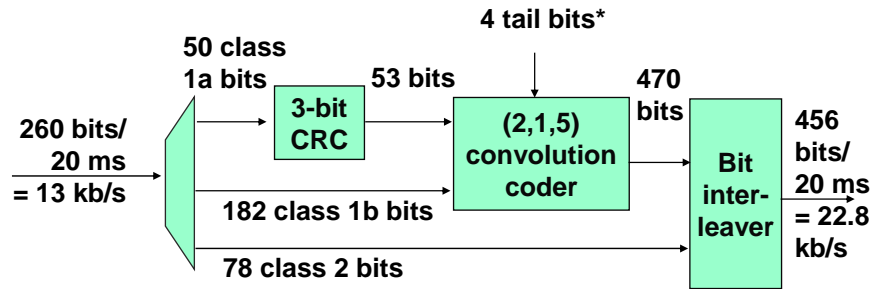 4 tail bits*
50 class
1a bits
53 bits
470
bits
3-bit
CRC
(2,1,5)
convolution
coder
260 bits/
20 ms
= 13 kb/s
Bit
inter-
leaver
456
bits/
20 ms
= 22.8
kb/s
182 class 1b bits
78 class 2 bits